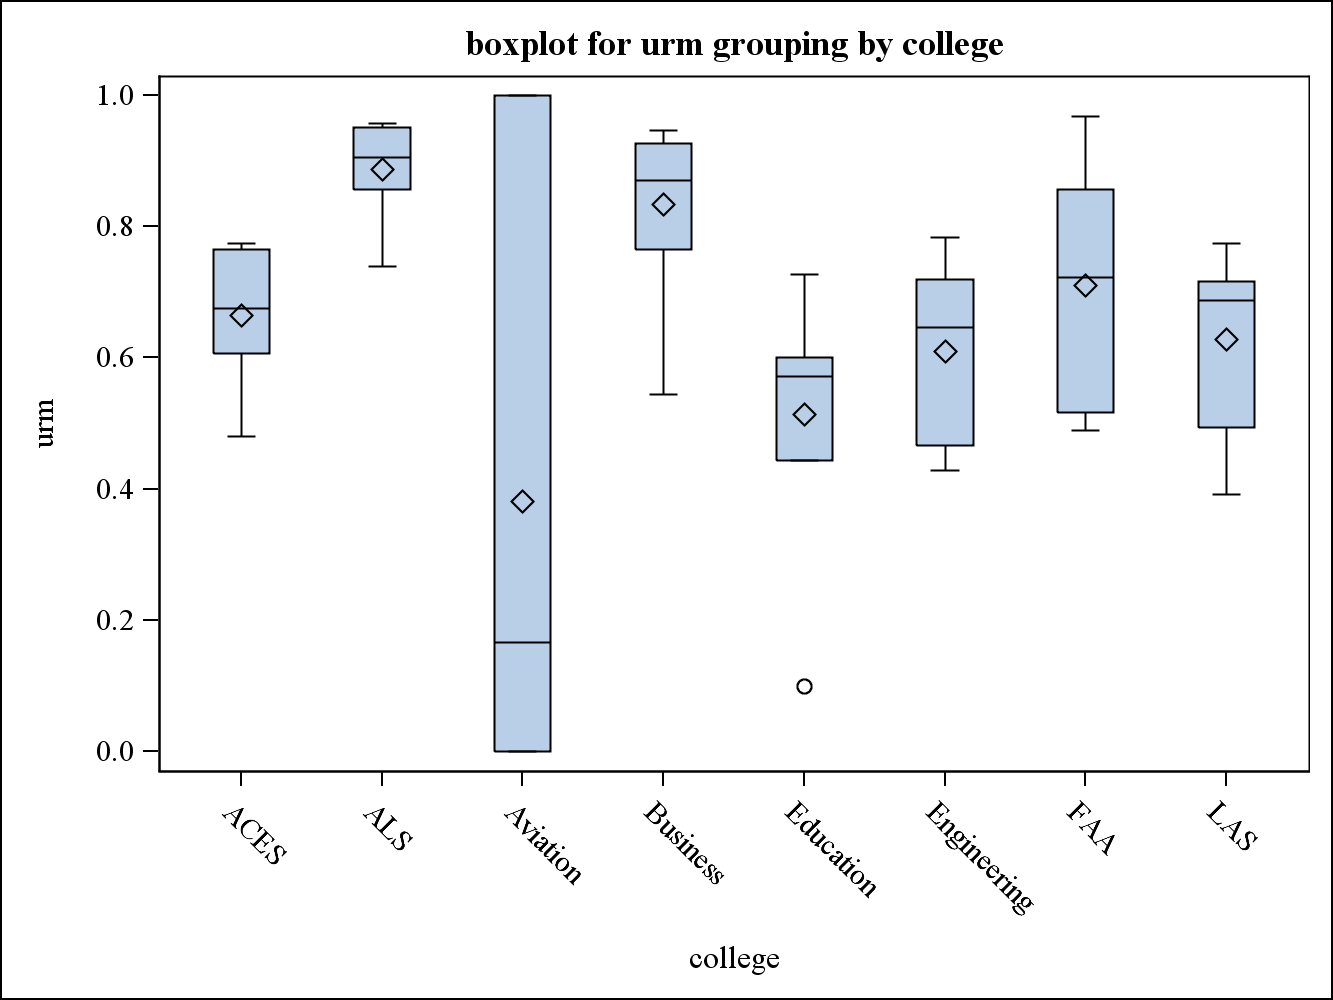 boxplot for urm grouping by college
1.0
0.8
0.6
0.4
0.2
0.0
urm
ACES
ALS
Aviation
Business
Education
Engineering
FAA
LAS
college